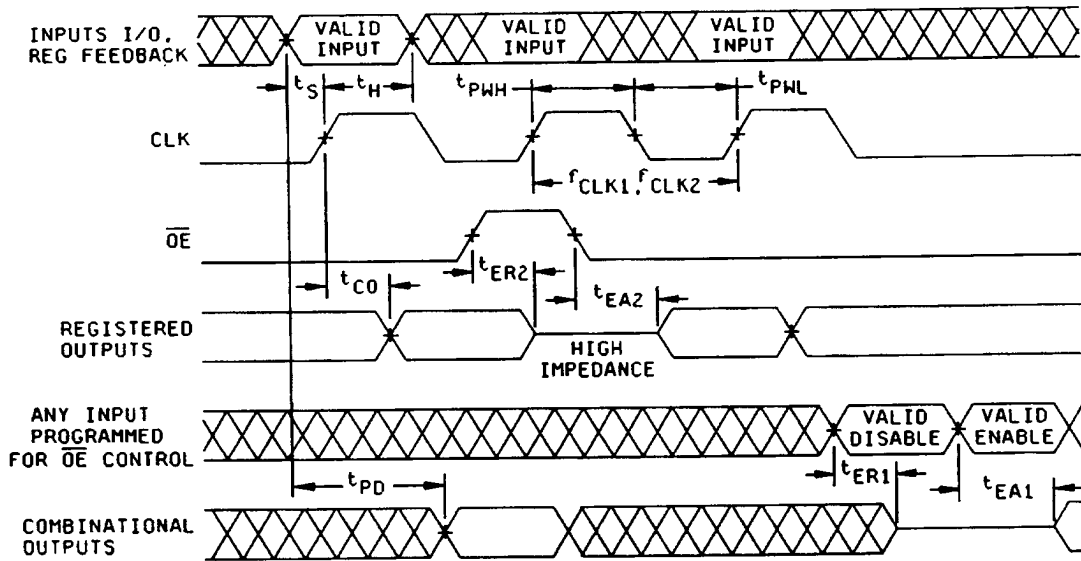 INPUTS I/O,
REG FEEDBACK
VALID
INPUT
VALID
INPUT
VALID
INPUT
tS
tH
tPWH
tPWL
CLK
fCLK1, fCLK2
OE
tER2
tCO
tEA2
REGISTERED
OUTPUTS
HIGH
IMPEDANCE
ANY INPUT
PROGRAMMED
FOR OE CONTROL
VALID
DISABLE
VALID
ENABLE
tPD
tER1
tEA1
COMBINATIONAL
OUTPUTS